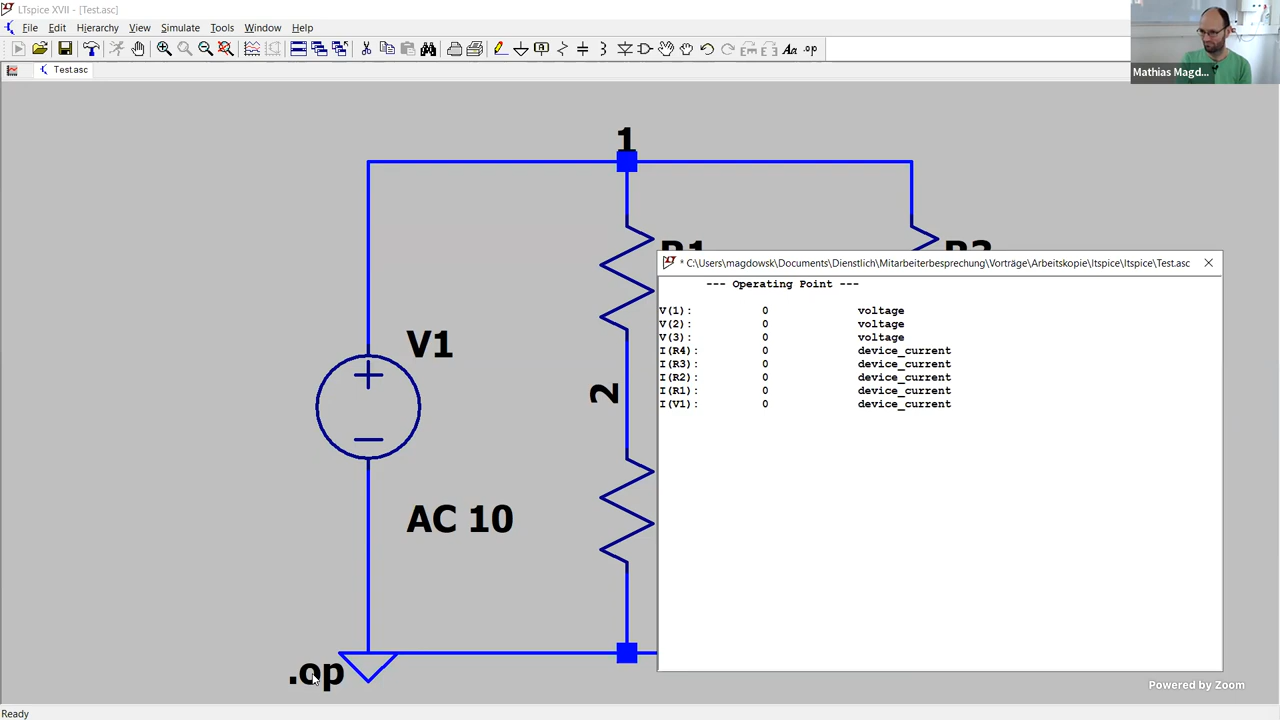 LTspice XVII - [Test.asc]
File Edit Hierarchy View Simulate Tools Window Help
Aa .op
Test.asc
Mathias Magd...
1
R1
V1
2
AC 10
.op
* C:\Users\magdowsk\Documents\Dienstlich\Mitarbeiterbesprechung\Vorträge\Arbeitskopie\ltspice\ltspice\Test.asc
--- Operating Point ---
V(1): 0 voltage
V(2): 0 voltage
V(3): 0 voltage
I(R4): 0 device_current
I(R3): 0 device_current
I(R2): 0 device_current
I(R1): 0 device_current
I(V1): 0 device_current
Powered by Zoom
Ready